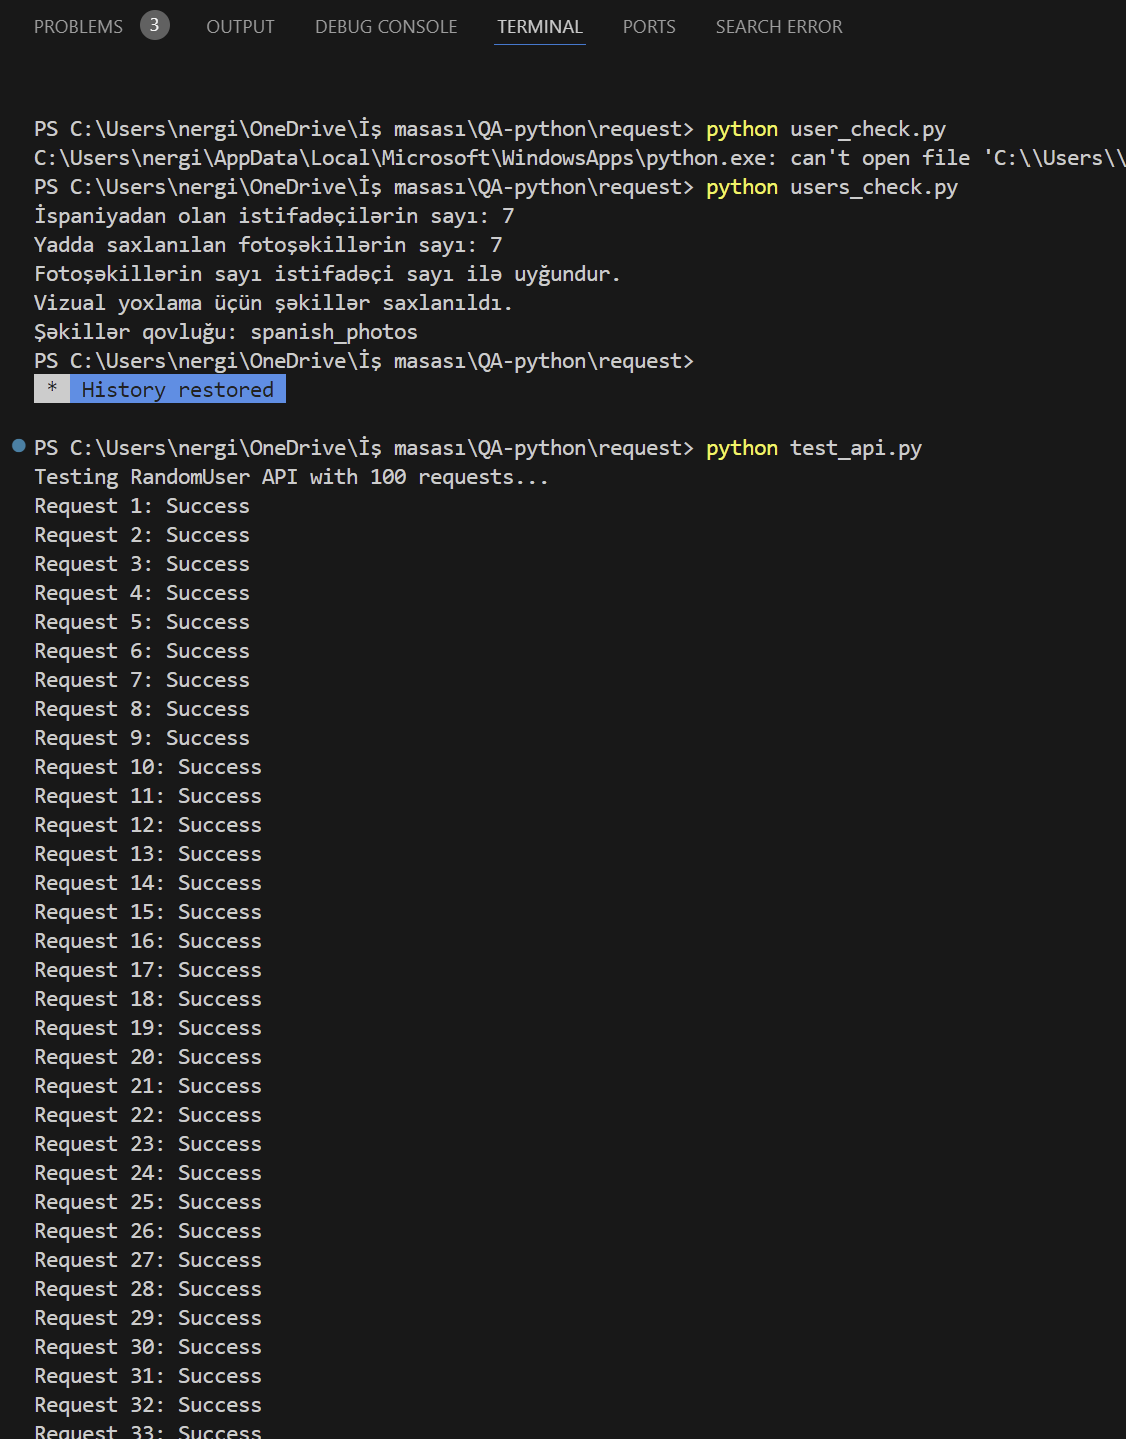 PROBLEMS 3 OUTPUT DEBUG CONSOLE TERMINAL PORTS SEARCH ERROR
PS C:\Users\nergi\OneDrive\İş masası\QA-python\request> python user_check.py
C:\Users\nergi\AppData\Local\Microsoft\WindowsApps\python.exe: can't open file 'C:\\Users\\
PS C:\Users\nergi\OneDrive\İş masası\QA-python\request> python users_check.py
İspaniyadan olan istifadəçilərin sayı: 7
Yadda saxlanılan fotoşəkillərin sayı: 7
Fotoşəkillərin sayı istifadəçi sayı ilə uyğundur.
Vizual yoxlama üçün şəkillər saxlanıldı.
Şəkillər qovluğu: spanish_photos
PS C:\Users\nergi\OneDrive\İş masası\QA-python\request>
* History restored
PS C:\Users\nergi\OneDrive\İş masası\QA-python\request> python test_api.py
Testing RandomUser API with 100 requests...
Request 1: Success
Request 2: Success
Request 3: Success
Request 4: Success
Request 5: Success
Request 6: Success
Request 7: Success
Request 8: Success
Request 9: Success
Request 10: Success
Request 11: Success
Request 12: Success
Request 13: Success
Request 14: Success
Request 15: Success
Request 16: Success
Request 17: Success
Request 18: Success
Request 19: Success
Request 20: Success
Request 21: Success
Request 22: Success
Request 23: Success
Request 24: Success
Request 25: Success
Request 26: Success
Request 27: Success
Request 28: Success
Request 29: Success
Request 30: Success
Request 31: Success
Request 32: Success
Request 33: Success